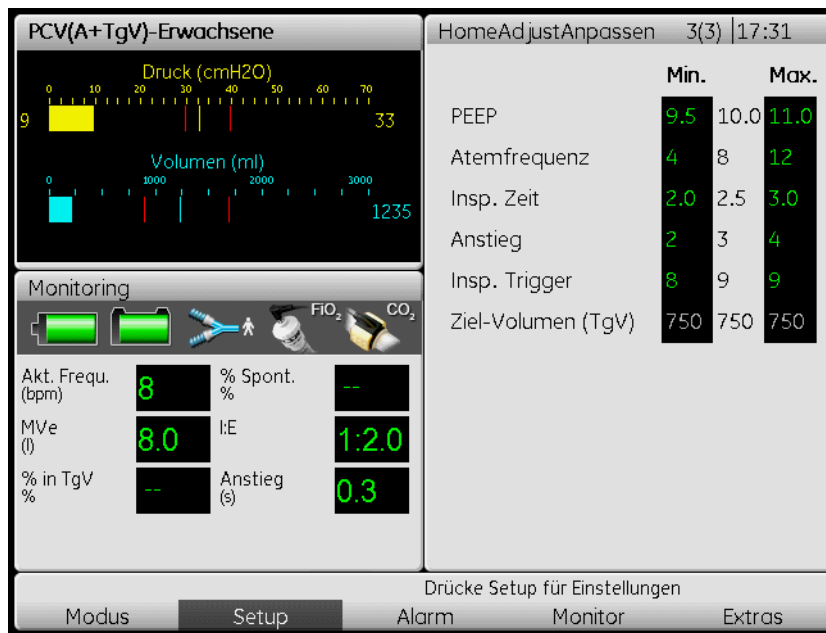 PCV(A+TgV)-Erwachsene
Druck (cmH2O)
0 10 20 30 40 50 60 70
9 33
Volumen (ml)
0 1000 2000 3000
1235
Monitoring
FiO2 CO2
Akt. Frequ. (bpm) 8 % Spont. % --
MVe (l) 8.0 I:E 1:2.0
% in TgV % -- Anstieg (s) 0.3
HomeAdjustAnpassen 3(3) 17:31
Min. Max.
PEEP 9.5 10.0 11.0
Atemfrequenz 4 8 12
Insp. Zeit 2.0 2.5 3.0
Anstieg 2 3 4
Insp. Trigger 8 9 9
Ziel-Volumen (TgV) 750 750 750
Drücke Setup für Einstellungen
Modus Setup Alarm Monitor Extras